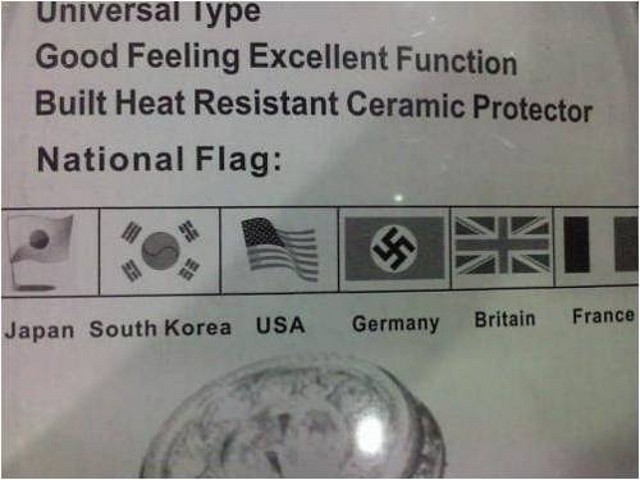 Universal Type
Good Feeling Excellent Function
Built Heat Resistant Ceramic Protector
National Flag:
Japan South Korea USA Germany Britain France